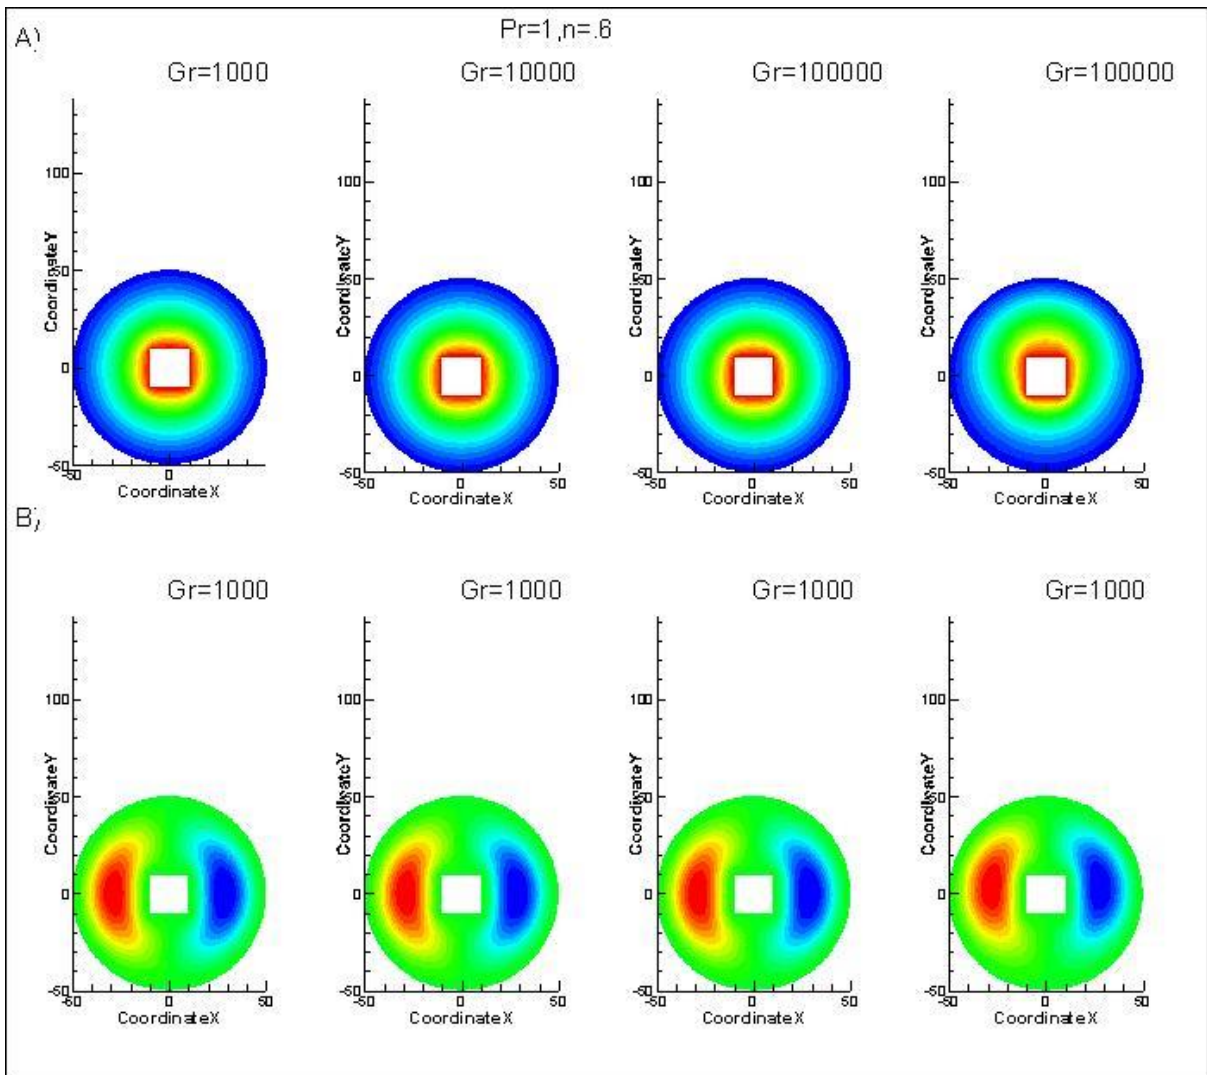 A)
Pr=1,n=.6
Gr=1000 Gr=10000 Gr=100000 Gr=100000
100 100 100 100
50 50 50 50
0 0 0 0
-50 -50 -50 -50
CoordinateY CoordinateY CoordinateY CoordinateY
-50 0
-50 0 50
-50 0 50
-50 0 50
CoordinateX CoordinateX CoordinateX CoordinateX
B)
Gr=1000 Gr=1000 Gr=1000 Gr=1000
100 100 100 100
50 50 50 50
0 0 0 0
-50 -50 -50 -50
CoordinateY CoordinateY CoordinateY CoordinateY
-50 0 50
-50 0 50
-50 0 50
-50 0 50
CoordinateX CoordinateX CoordinateX CoordinateX